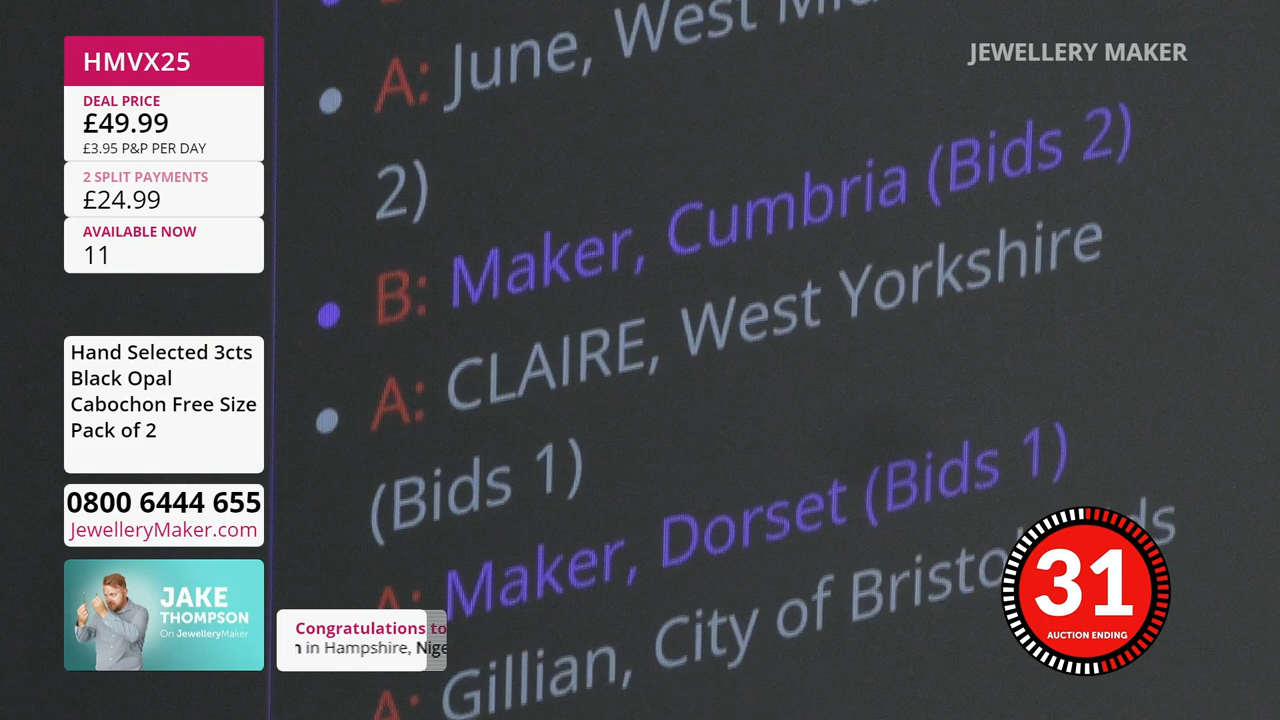 HMVX25
DEAL PRICE
£49.99
£3.95 P&P PER DAY
2 SPLIT PAYMENTS
£24.99
AVAILABLE NOW
11
Hand Selected 3cts
Black Opal
Cabochon Free Size
Pack of 2
0800 6444 655
JewelleryMaker.com
JAKE
THOMPSON
On JewelleryMaker
Congratulations to
in Hampshire,
JEWELLERY MAKER
A: June, West
2)
B: Maker, Cumbria (Bids 2)
A: CLAIRE, West Yorkshire
(Bids 1)
A: Maker, Dorset (Bids 1)
A: Gillian, City of
31
AUCTION ENDING